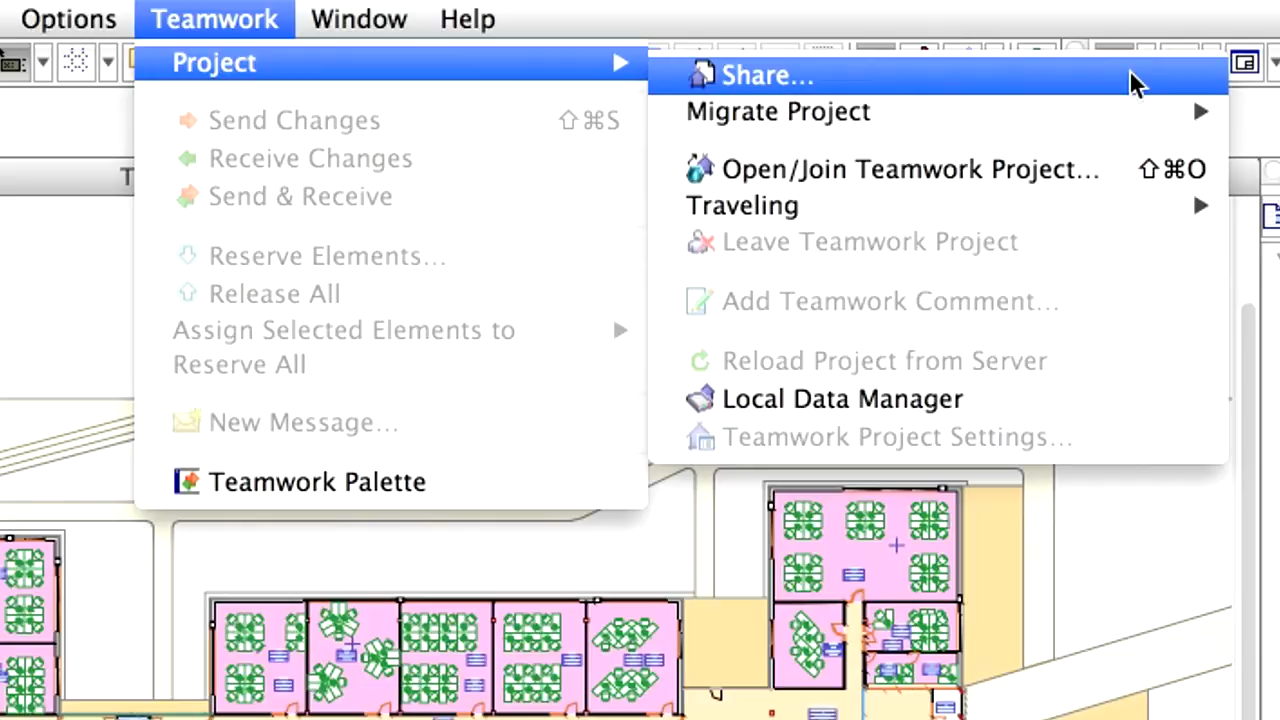 Options Teamwork Window Help
Project
Send Changes ⇧⌘S
Receive Changes
Send & Receive
Reserve Elements...
Release All
Assign Selected Elements to
Reserve All
New Message...
Teamwork Palette
Share...
Migrate Project
Open/Join Teamwork Project... ⇧⌘O
Traveling
Leave Teamwork Project
Add Teamwork Comment...
Reload Project from Server
Local Data Manager
Teamwork Project Settings...